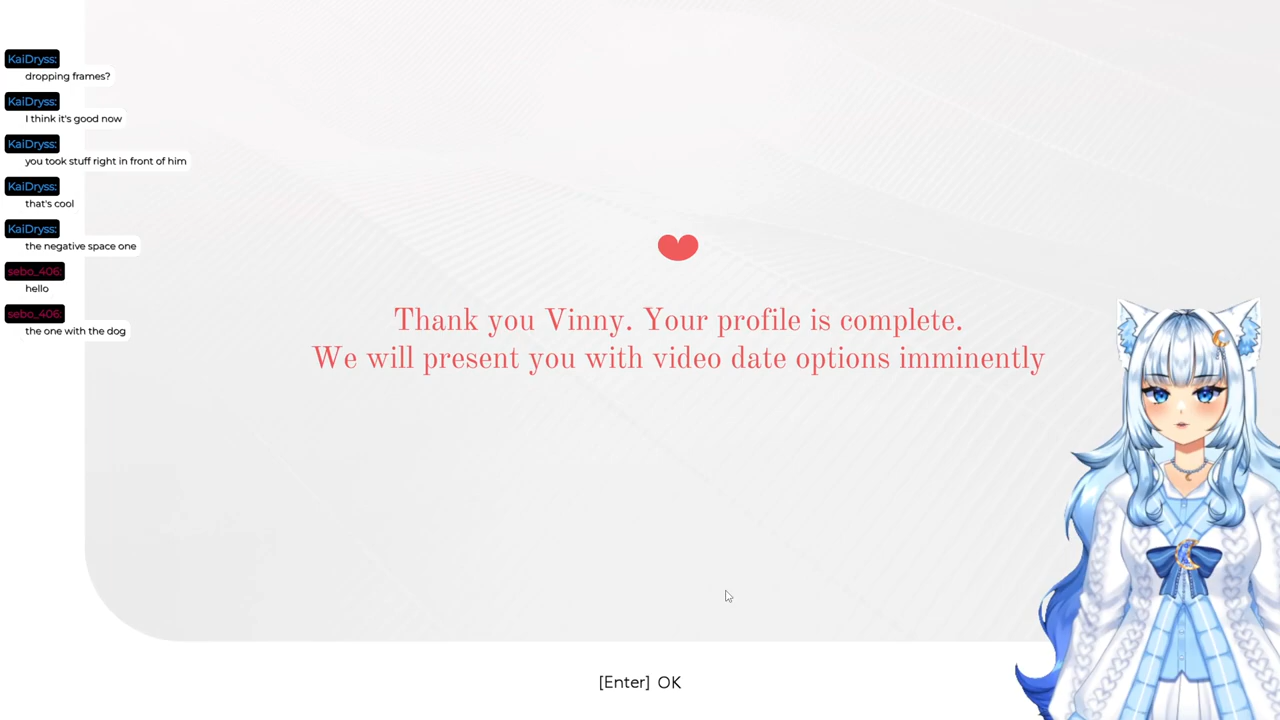 KaiDryss:
dropping frames?
KaiDryss:
I think it's good now
KaiDryss:
you took stuff right in front of him
KaiDryss:
that's cool
KaiDryss:
the negative space one
sebo_406:
hello
sebo_406:
the one with the dog
Thank you Vinny. Your profile is complete.
We will present you with video date options imminently
[Enter] OK